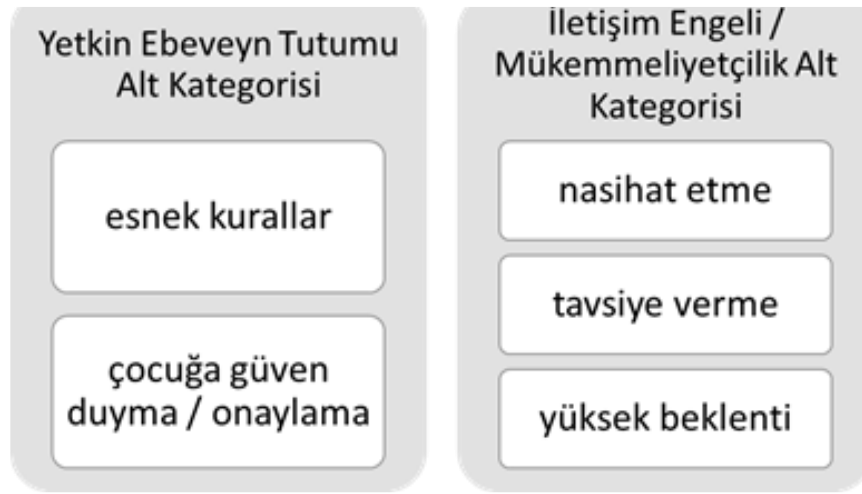 Yetkin Ebeveyn Tutumu
Alt Kategorisi
esnek kurallar
çocuğa güven
duyma / onaylama
İletişim Engeli /
Mükemmeliyetçilik Alt
Kategorisi
nasihat etme
tavsiye verme
yüksek beklenti